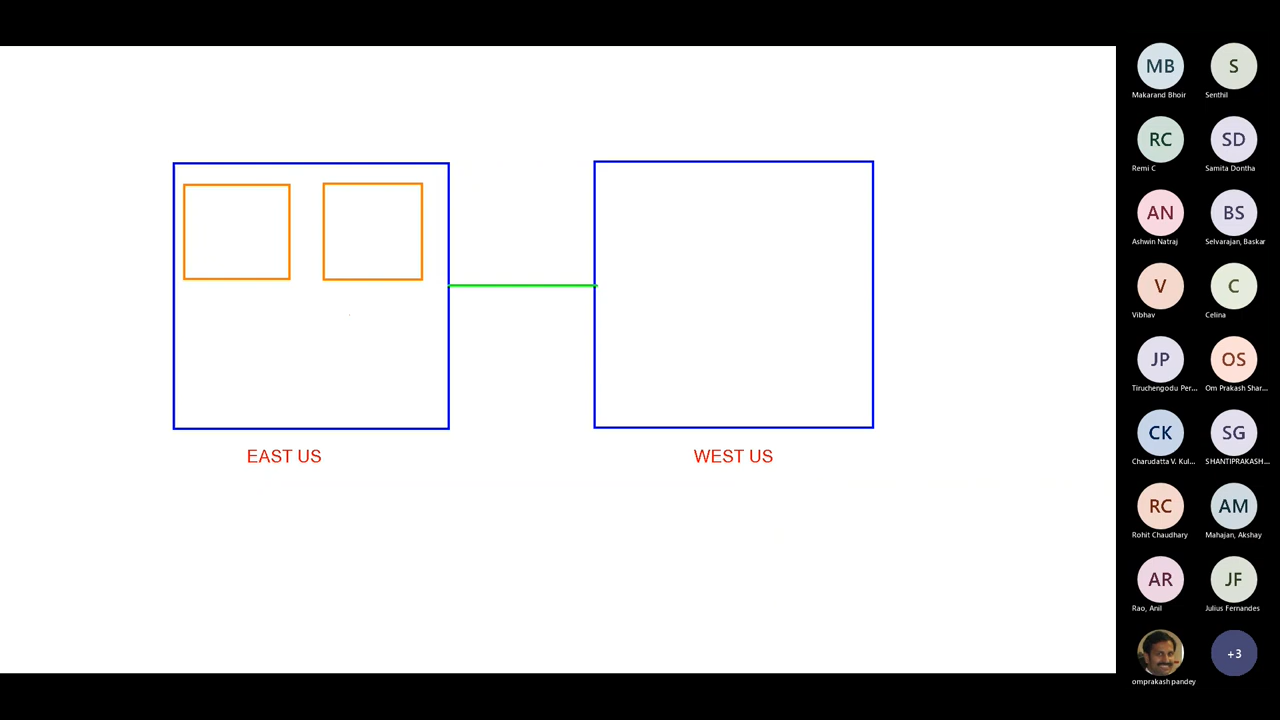 EAST US
WEST US
MB
S
Makarand Bhoir
Senthil
RC
SD
Remi C
Samita Dontha
AN
BS
Ashwin Natraj
Selvarajan, Baskar
V
C
Vibhav
Celina
JP
OS
Tiruchengodu Per...
Om Prakash Shar...
CK
SG
Charudatta V. Kul...
SHANTIPRAKASH...
RC
AM
Rohit Chaudhary
Mahajan, Akshay
AR
JF
Rao, Anil
Julius Fernandes
+3
omprakash pandey